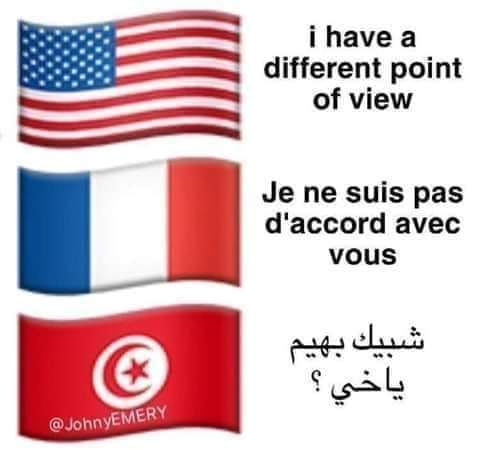 i have a
different point
of view
Je ne suis pas
d'accord avec
vous
شبيك بهيم
ياخي ؟
@JohnyEMERY